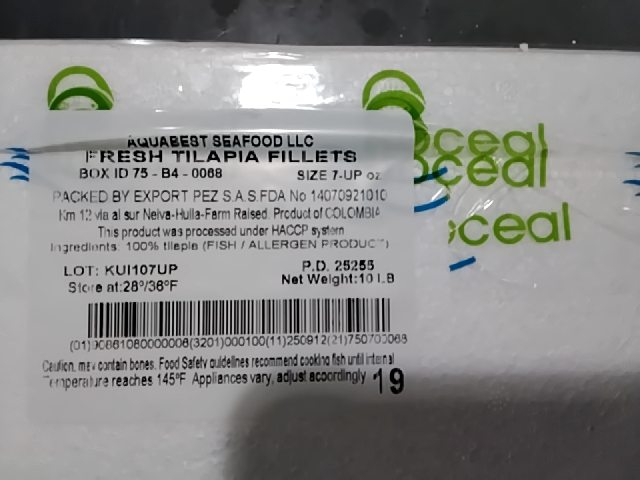 AQUABEST SEAFOOD LLC
FRESH TILAPIA FILLETS
BOX ID 75 - B4 - 0068 SIZE 7-UP oz
PACKED BY EXPORT PEZ S.A.S.FDA No 14070921010
Km 12 via al sur Neiva-Huila-Farm Raised. Product of COLOMBIA
This product was processed under HACCP system
Ingredients: 100% tilapia (FISH / ALLERGEN PRODUCT)
LOT: KUI107UP P.D. 25255
Store at:28°/36°F Net Weight:10 LB
(01)90861080000006(3201)000100(11)250912(21)750700068
Caution, may contain bones. Food Safety guidelines recommend cooking fish until internal
Temperature reaches 145°F. Appliances vary, adjust acoordingly 19
oceal
oceal
oceal